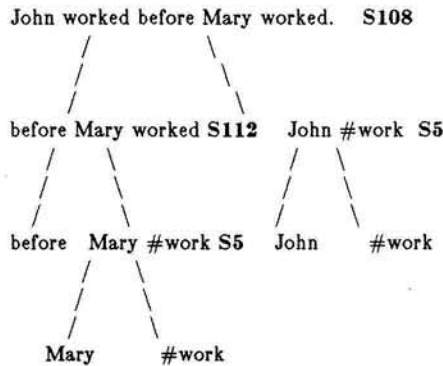 John worked before Mary worked. S108
before Mary worked S112 John #work S5
before Mary #work S5 John #work
Mary #work